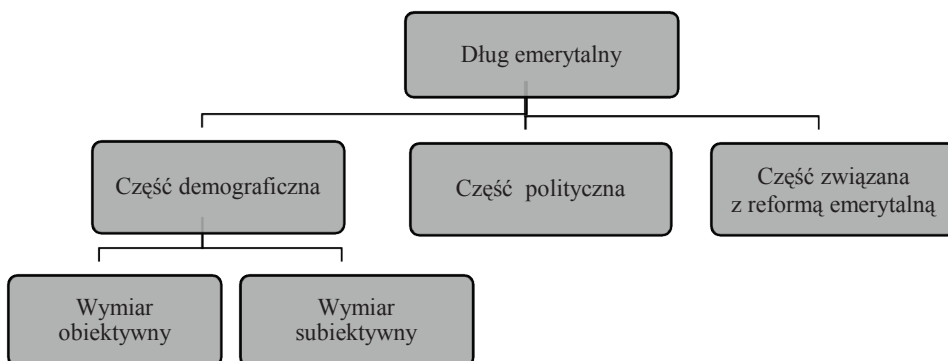 Dług emerytalny
Część demograficzna
Część polityczna
Część związana
z reformą emerytalną
Wymiar
obiektywny
Wymiar
subiektywny